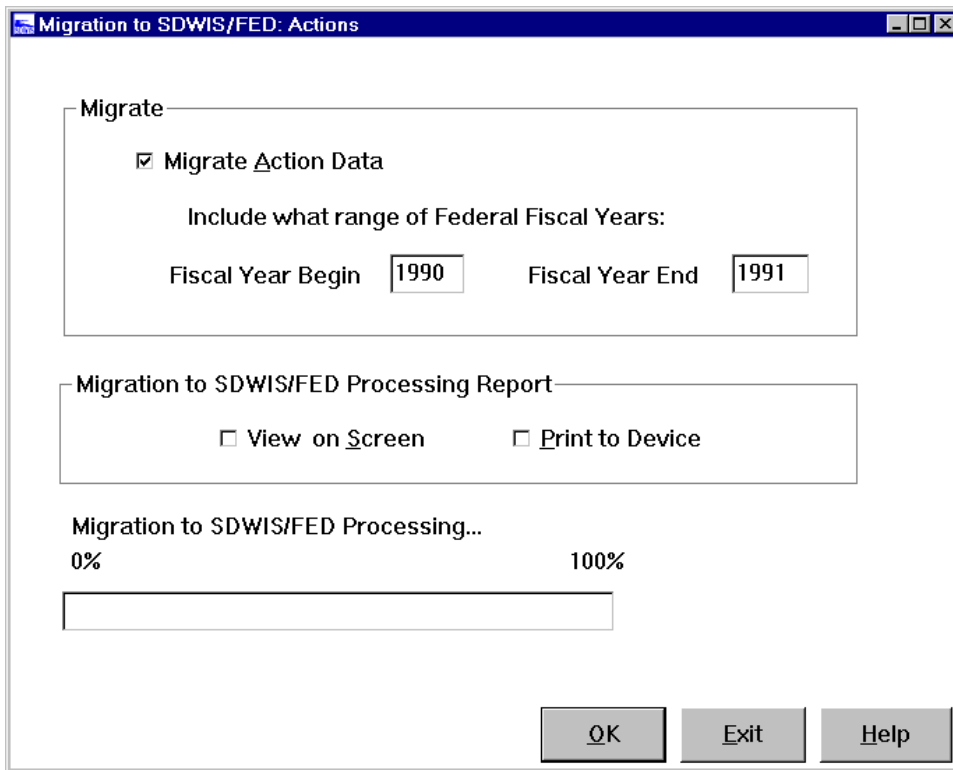 Migration to SDWIS/FED: Actions
Migrate
Migrate Action Data
Include what range of Federal Fiscal Years:
Fiscal Year Begin 1990 Fiscal Year End 1991
Migration to SDWIS/FED Processing Report
View on Screen Print to Device
Migration to SDWIS/FED Processing...
0% 100%
OK Exit Help